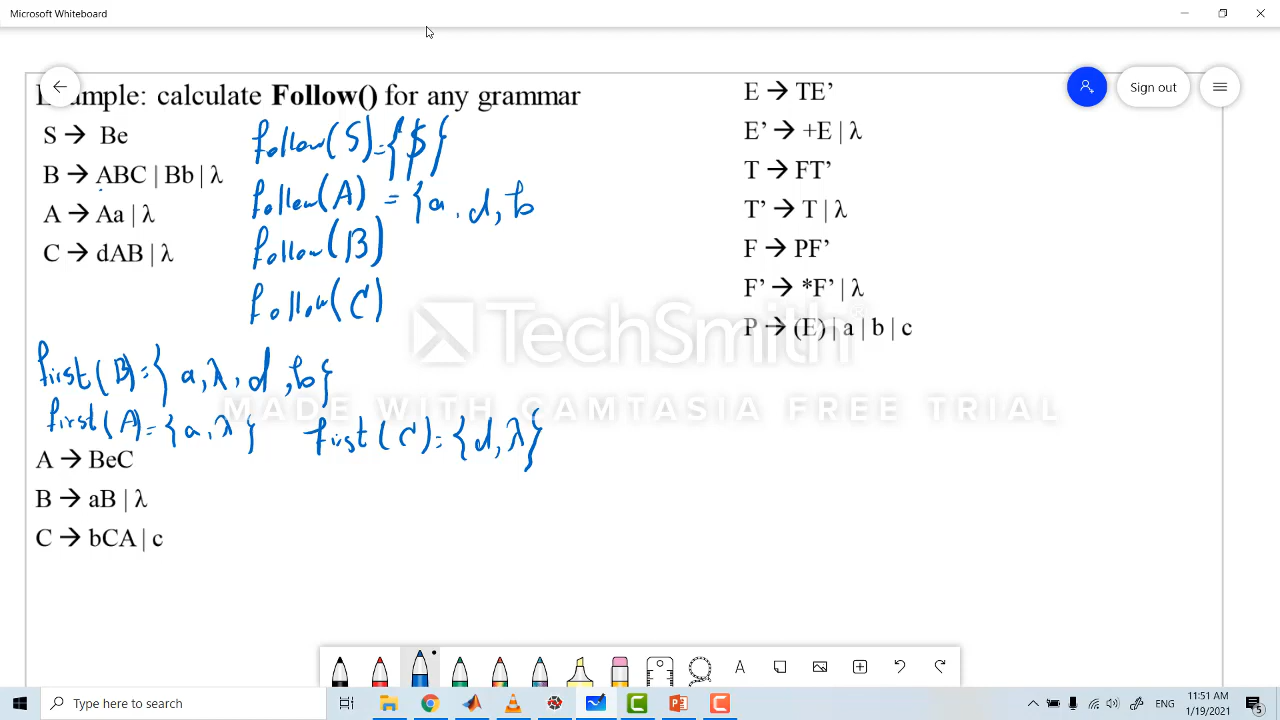 Microsoft Whiteboard
Example: calculate Follow() for any grammar
S → Be
B → ABC | Bb | λ
A → Aa | λ
C → dAB | λ
follow(S)={$}
follow(A) = {a, d, b
follow(B)
follow(C)
first(B)={a,λ,d,b}
first(A)={a,λ} first(C)={d,λ}
A → BeC
B → aB | λ
C → bCA | c
E → TE’
E’ → +E | λ
T → FT’
T’ → T | λ
F → PF’
F’ → *F’ | λ
P → (E) | a | b | c
Sign out
TechSmith®
MADE WITH CAMTASIA FREE TRIAL
A
Type here to search
ENG
11:51 AM
1/19/2021
5